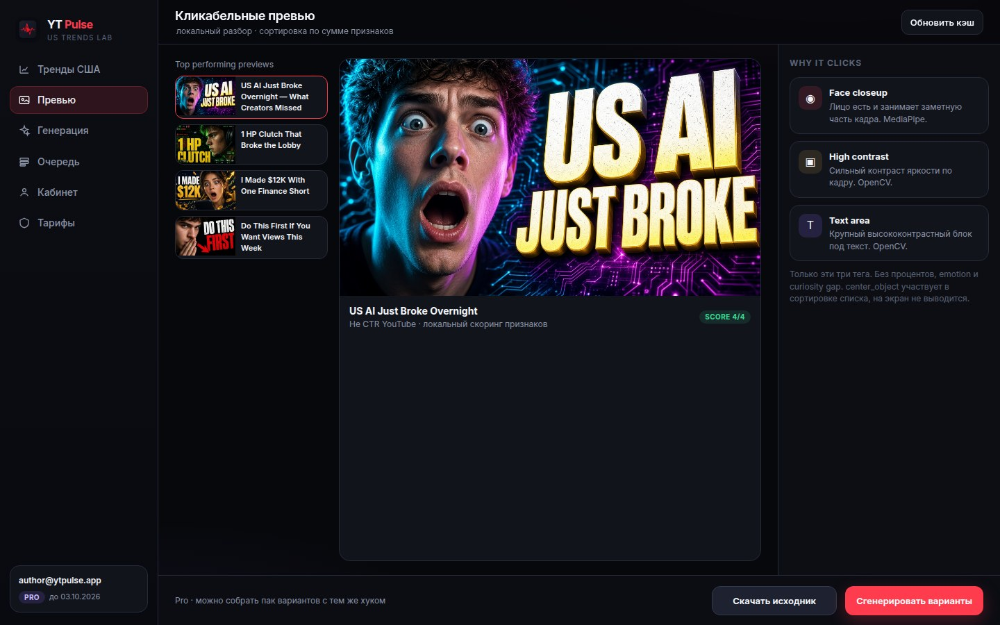 YT Pulse
US TRENDS LAB
Тренды США
Превью
Генерация
Очередь
Кабинет
Тарифы
author@ytpulse.app
PRO до 03.10.2026
Кликабельные превью
локальный разбор · сортировка по сумме признаков
Обновить кэш
Top performing previews
US AI
JUST BROKE
US AI Just Broke
Overnight — What
Creators Missed
1 HP
CLUTCH
1 HP Clutch That
Broke the Lobby
I MADE
$12K
I Made $12K With
One Finance Short
DO THIS
FIRST
Do This First If You
Want Views This
Week
US AI
JUST BROKE
US AI Just Broke Overnight
Не CTR YouTube · локальный скоринг признаков
SCORE 4/4
WHY IT CLICKS
Face closeup
Лицо есть и занимает заметную
часть кадра. MediaPipe.
High contrast
Сильный контраст яркости по
кадру. OpenCV.
T
Text area
Крупный высококонтрастный блок
под текст. OpenCV.
Только эти три тега. Без процентов, emotion и
curiosity gap. center_object участвует в
сортировке списка, на экран не выводится.
Pro · можно собрать пак вариантов с тем же хуком
Скачать исходник
Сгенерировать варианты